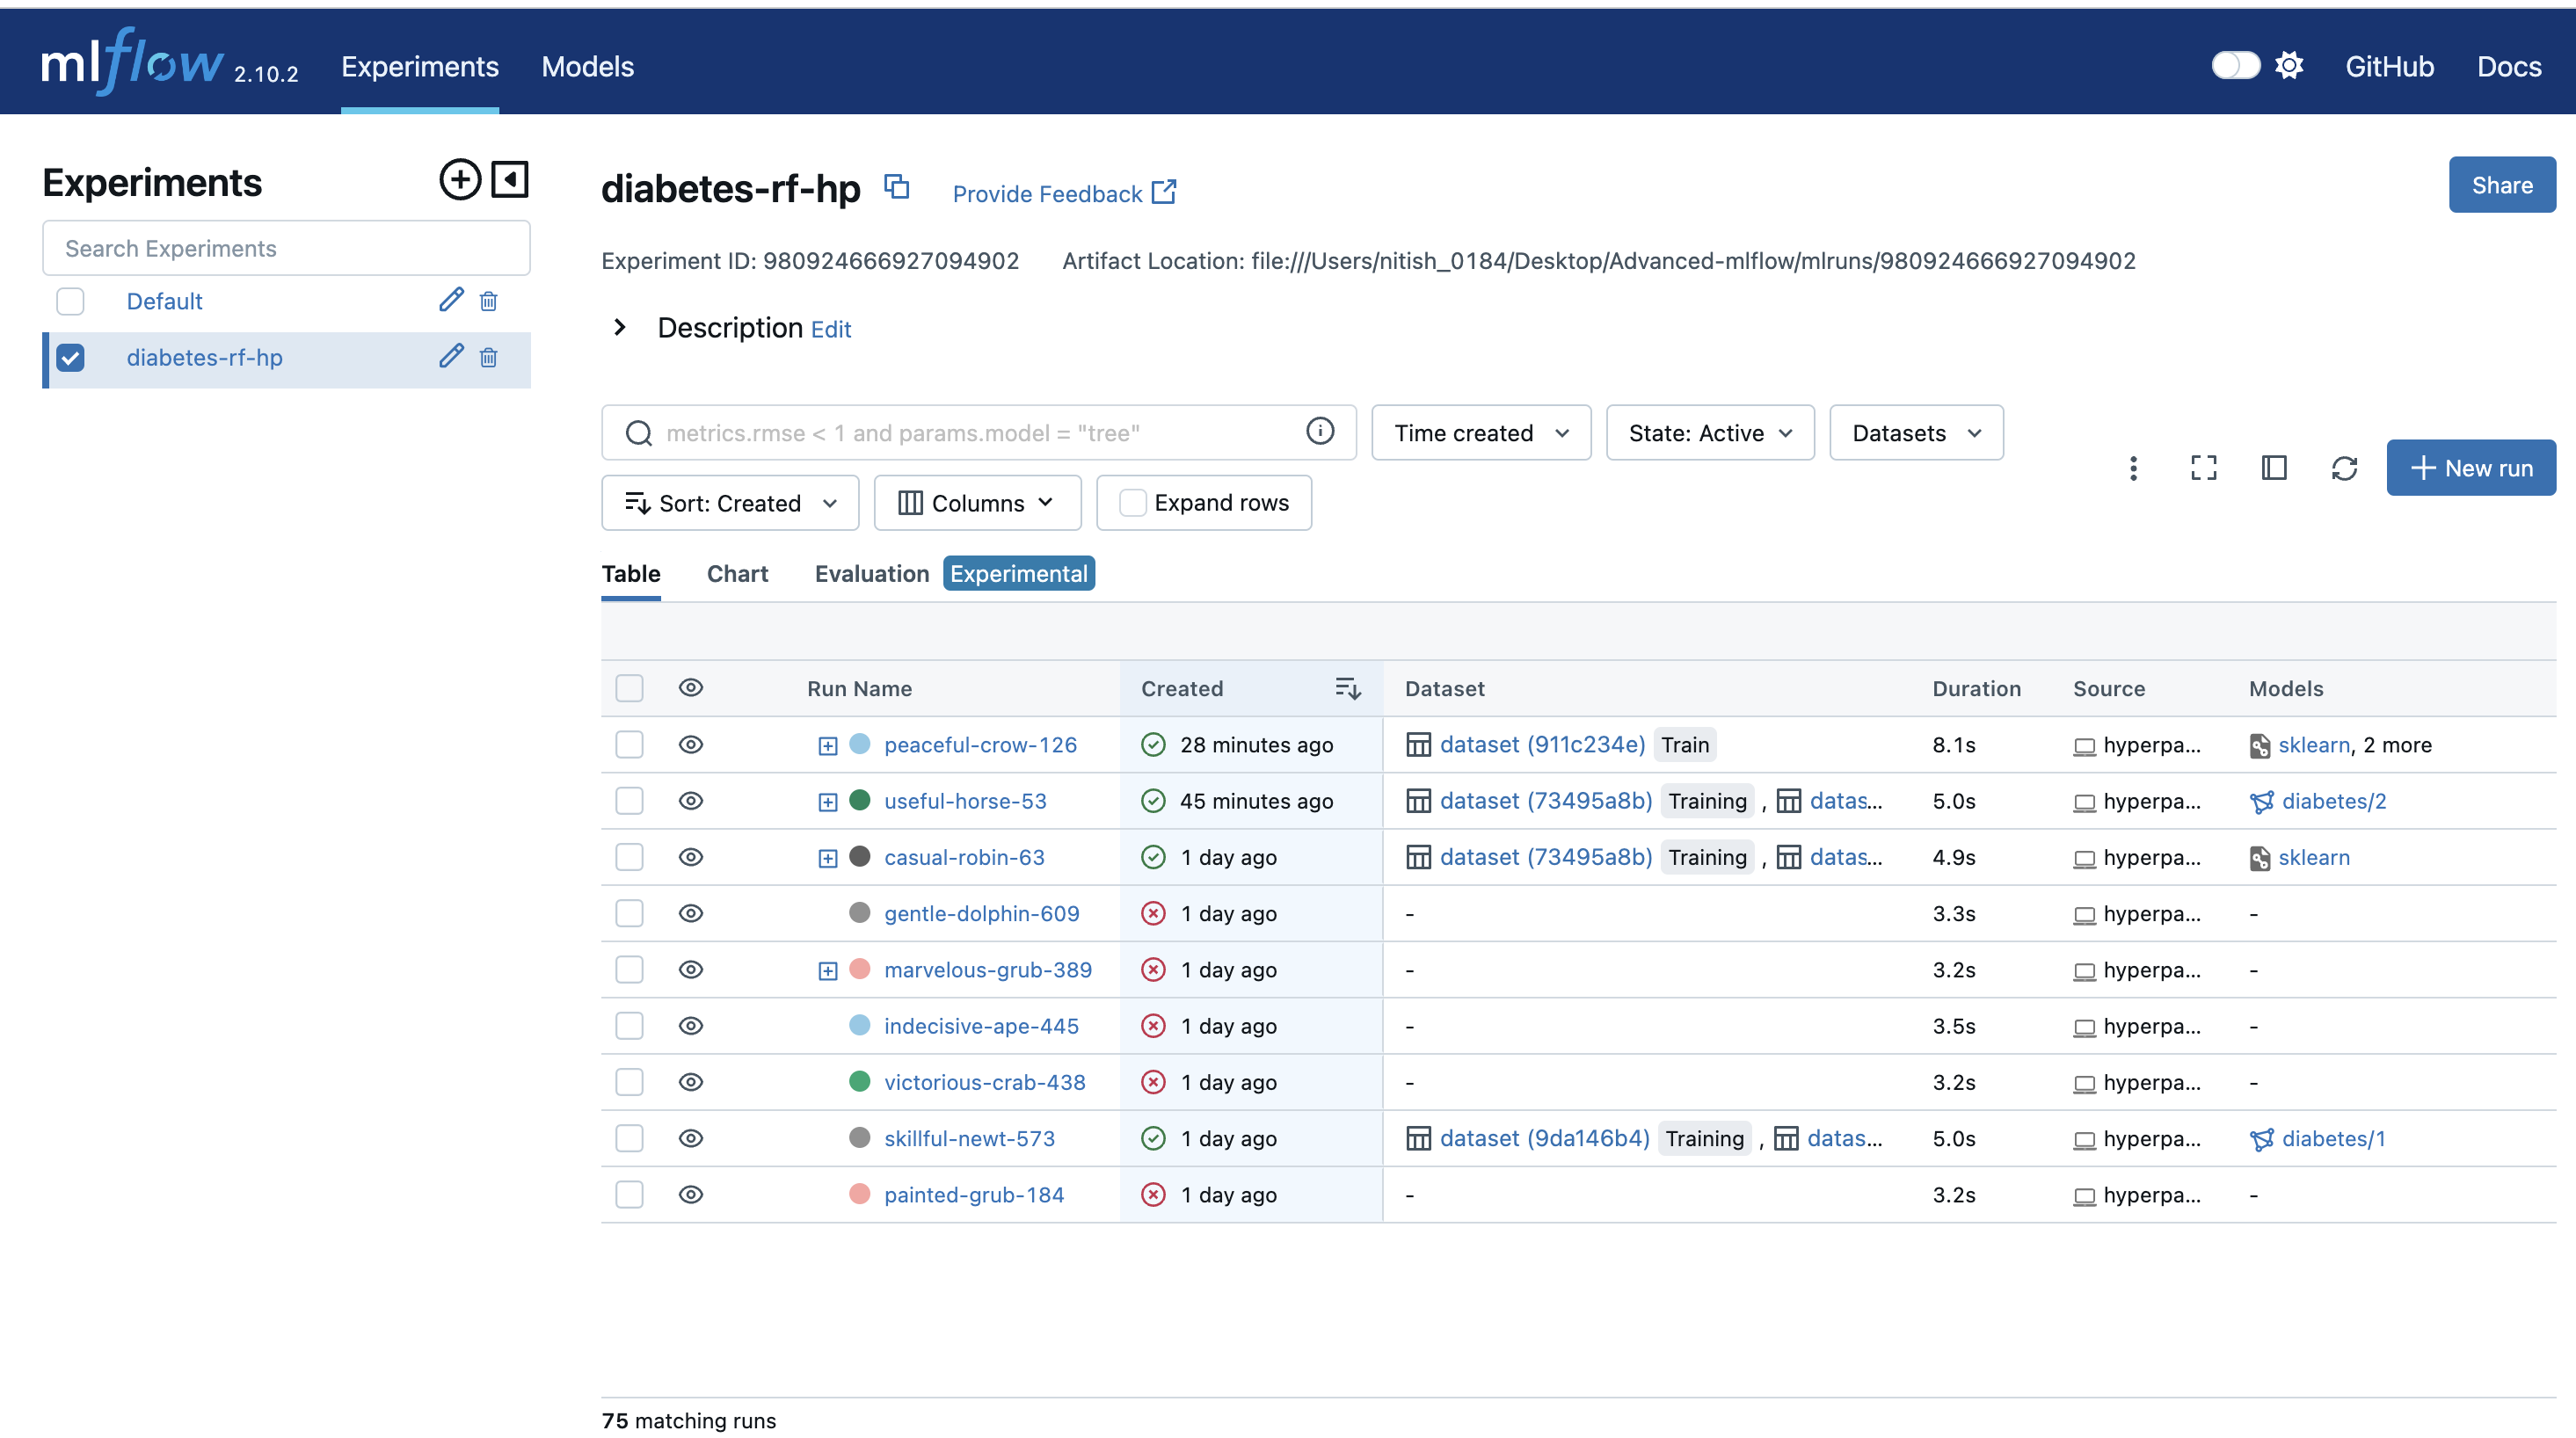 mlflow 2.10.2 Experiments Models GitHub Docs
Experiments
Search Experiments
Default
diabetes-rf-hp
diabetes-rf-hp Provide Feedback Share
Experiment ID: 980924666927094902 Artifact Location: file:///Users/nitish_0184/Desktop/Advanced-mlflow/mlruns/980924666927094902
Description Edit
metrics.rmse < 1 and params.model = "tree" Time created State: Active Datasets
Sort: Created Columns Expand rows
New run
Table Chart Evaluation Experimental
Run Name Created Dataset Duration Source Models
peaceful-crow-126 28 minutes ago dataset (911c234e) Train 8.1s hyperpa... sklearn, 2 more
useful-horse-53 45 minutes ago dataset (73495a8b) Training , datas... 5.0s hyperpa... diabetes/2
casual-robin-63 1 day ago dataset (73495a8b) Training , datas... 4.9s hyperpa... sklearn
gentle-dolphin-609 1 day ago - 3.3s hyperpa... -
marvelous-grub-389 1 day ago - 3.2s hyperpa... -
indecisive-ape-445 1 day ago - 3.5s hyperpa... -
victorious-crab-438 1 day ago - 3.2s hyperpa... -
skillful-newt-573 1 day ago dataset (9da146b4) Training , datas... 5.0s hyperpa... diabetes/1
painted-grub-184 1 day ago - 3.2s hyperpa... -
75 matching runs